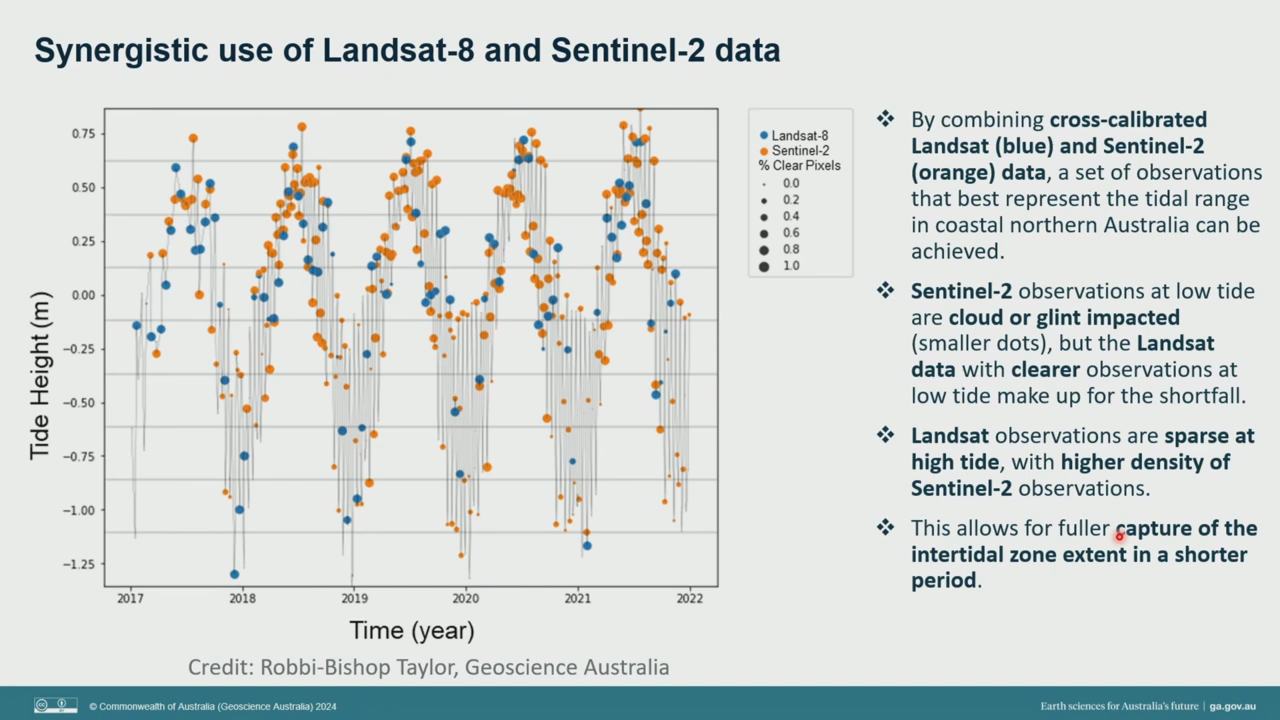 Synergistic use of Landsat-8 and Sentinel-2 data
0.75
0.50
0.25
0.00
−0.25
−0.50
−0.75
−1.00
−1.25
Tide Height (m)
2017 2018 2019 2020 2021 2022
Time (year)
Landsat-8
Sentinel-2
% Clear Pixels
0.0
0.2
0.4
0.6
0.8
1.0
Credit: Robbi-Bishop Taylor, Geoscience Australia
❖ By combining cross-calibrated
Landsat (blue) and Sentinel-2
(orange) data, a set of observations
that best represent the tidal range
in coastal northern Australia can be
achieved.
❖ Sentinel-2 observations at low tide
are cloud or glint impacted
(smaller dots), but the Landsat
data with clearer observations at
low tide make up for the shortfall.
❖ Landsat observations are sparse at
high tide, with higher density of
Sentinel-2 observations.
❖ This allows for fuller capture of the
intertidal zone extent in a shorter
period.
© Commonwealth of Australia (Geoscience Australia) 2024
Earth sciences for Australia's future | ga.gov.au